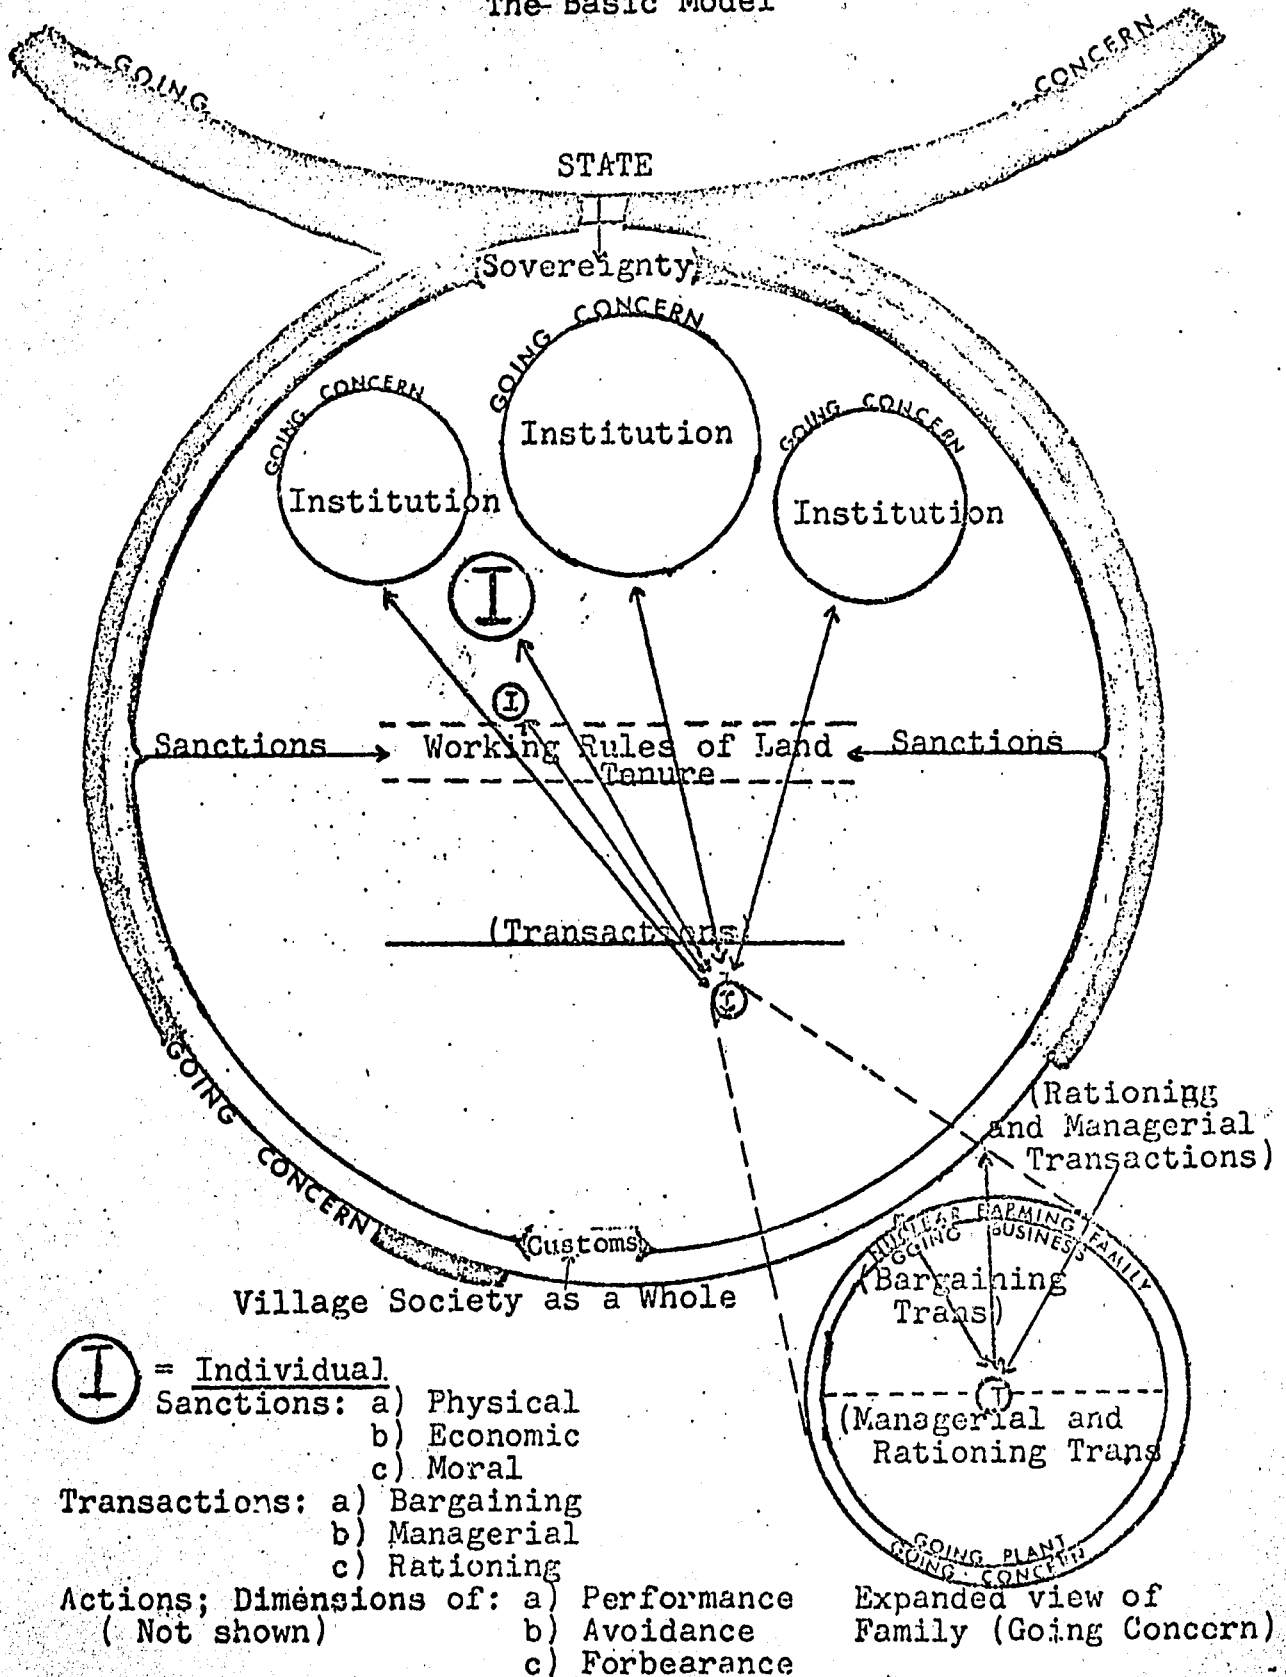 The Basic Model
GOING CONCERN
STATE
Sovereignty
GOING CONCERN
Institution
GOING CONCERN
Institution
GOING CONCERN
Institution
I
I
Sanctions
Working Rules of Land
Tenure
Sanctions
(Transactions)
I
GOING CONCERN
(Rationing
and Managerial
Transactions)
Customs
Village Society as a Whole
NUCLEAR FARMING FAMILY
GOING BUSINESS
(Bargaining
Trans)
I
(Managerial and
Rationing Trans
GOING PLANT
GOING CONCERN
I = Individual
Sanctions: a) Physical
b) Economic
c) Moral
Transactions: a) Bargaining
b) Managerial
c) Rationing
Actions; Dimensions of: a) Performance
( Not shown) b) Avoidance
c) Forbearance
Expanded view of
Family (Going Concern)